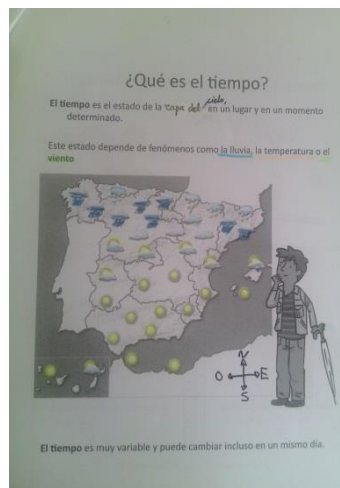 ¿Qué es el tiempo?
El tiempo es el estado de la capa del cielo, en un lugar y en un momento
determinado.
Este estado depende de fenómenos como la lluvia, la temperatura o el
viento
N
O E
S
El tiempo es muy variable y puede cambiar incluso en un mismo día.